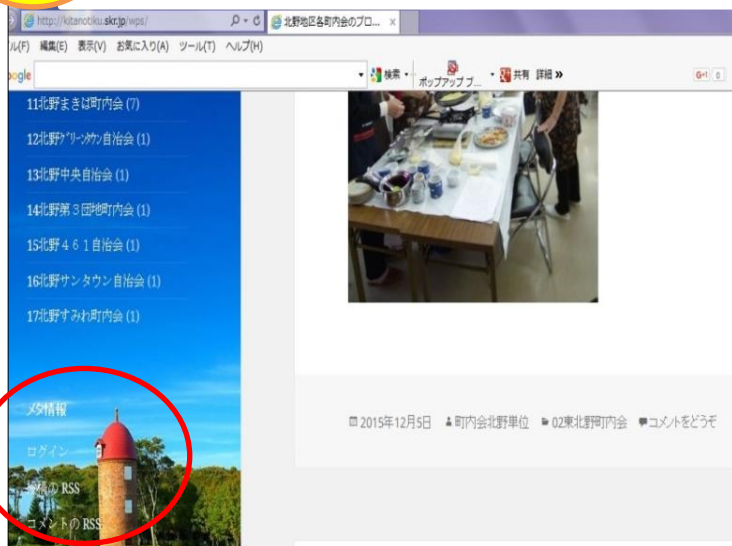 http://kitanotiku.skr.jp/wps/
北野地区各町内会のブロ... ×
ル(F) 編集(E) 表示(V) お気に入り(A) ツール(T) ヘルプ(H)
oogle 検索 ポップアップ ブ... 共有 詳細 » G+1 0
11北野まきば町内会 (7)
12北野グリーンタウン自治会 (1)
13北野中央自治会 (1)
14北野第3団地町内会 (1)
15北野461自治会 (1)
16北野サンタウン自治会 (1)
17北野すみれ町内会 (1)
メタ情報
ログイン
投稿の RSS
コメントの RSS
2015年12月5日 町内会北野単位 02東北野町内会 コメントをどうぞ